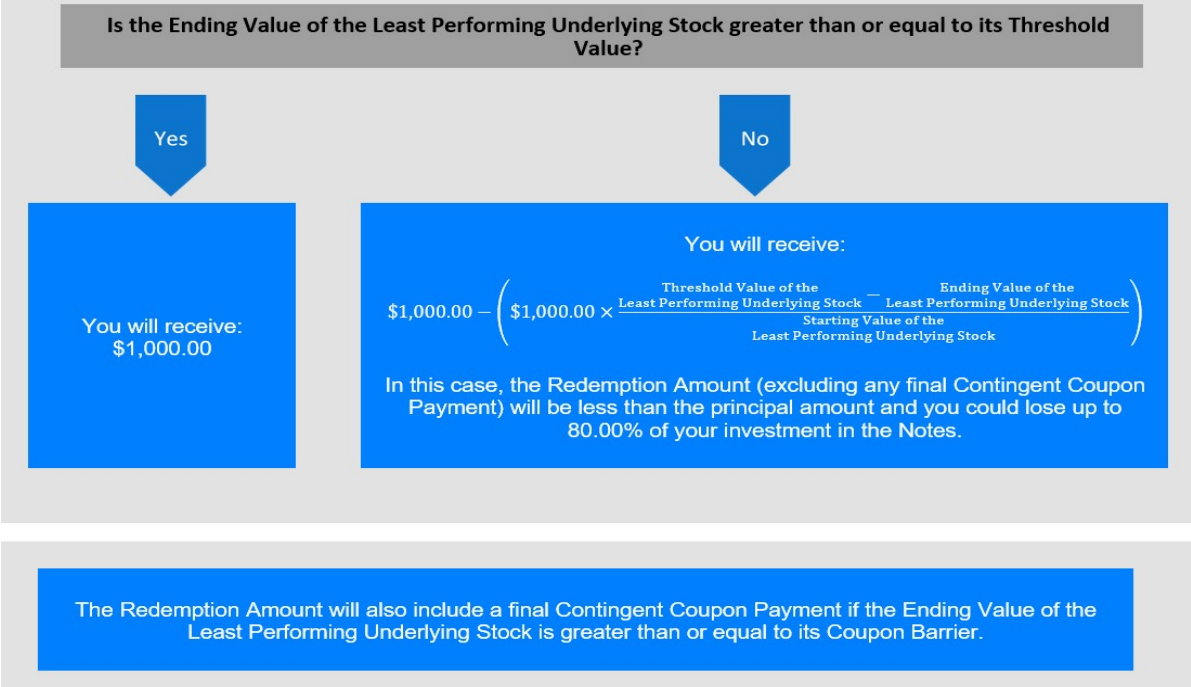 Is the Ending Value of the Least Performing Underlying Stock greater than or equal to its Threshold
Value?
Yes
No
You will receive:
$1,000.00
You will receive:
$1,000.00 − ($1,000.00 × (Threshold Value of the Least Performing Underlying Stock − Ending Value of the Least Performing Underlying Stock) / Starting Value of the Least Performing Underlying Stock)
In this case, the Redemption Amount (excluding any final Contingent Coupon
Payment) will be less than the principal amount and you could lose up to
80.00% of your investment in the Notes.
The Redemption Amount will also include a final Contingent Coupon Payment if the Ending Value of the
Least Performing Underlying Stock is greater than or equal to its Coupon Barrier.